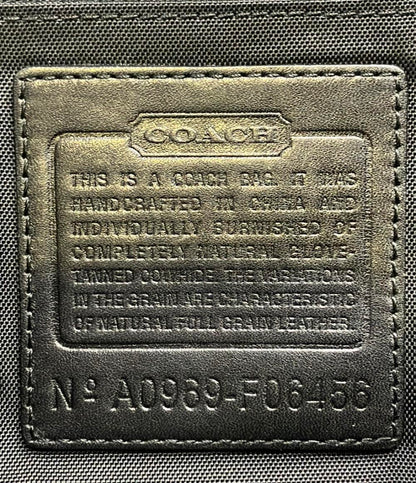 COACH
THIS IS A COACH BAG. IT WAS
HANDCRAFTED IN CHINA AND
INDIVIDUALLY BURNISHED OF
COMPLETELY NATURAL GLOVE-
TANNED COWHIDE. THE VARIATIONS
IN THE GRAIN ARE CHARACTERISTIC
OF NATURAL FULL GRAIN LEATHER.
Nº A0969-F06456